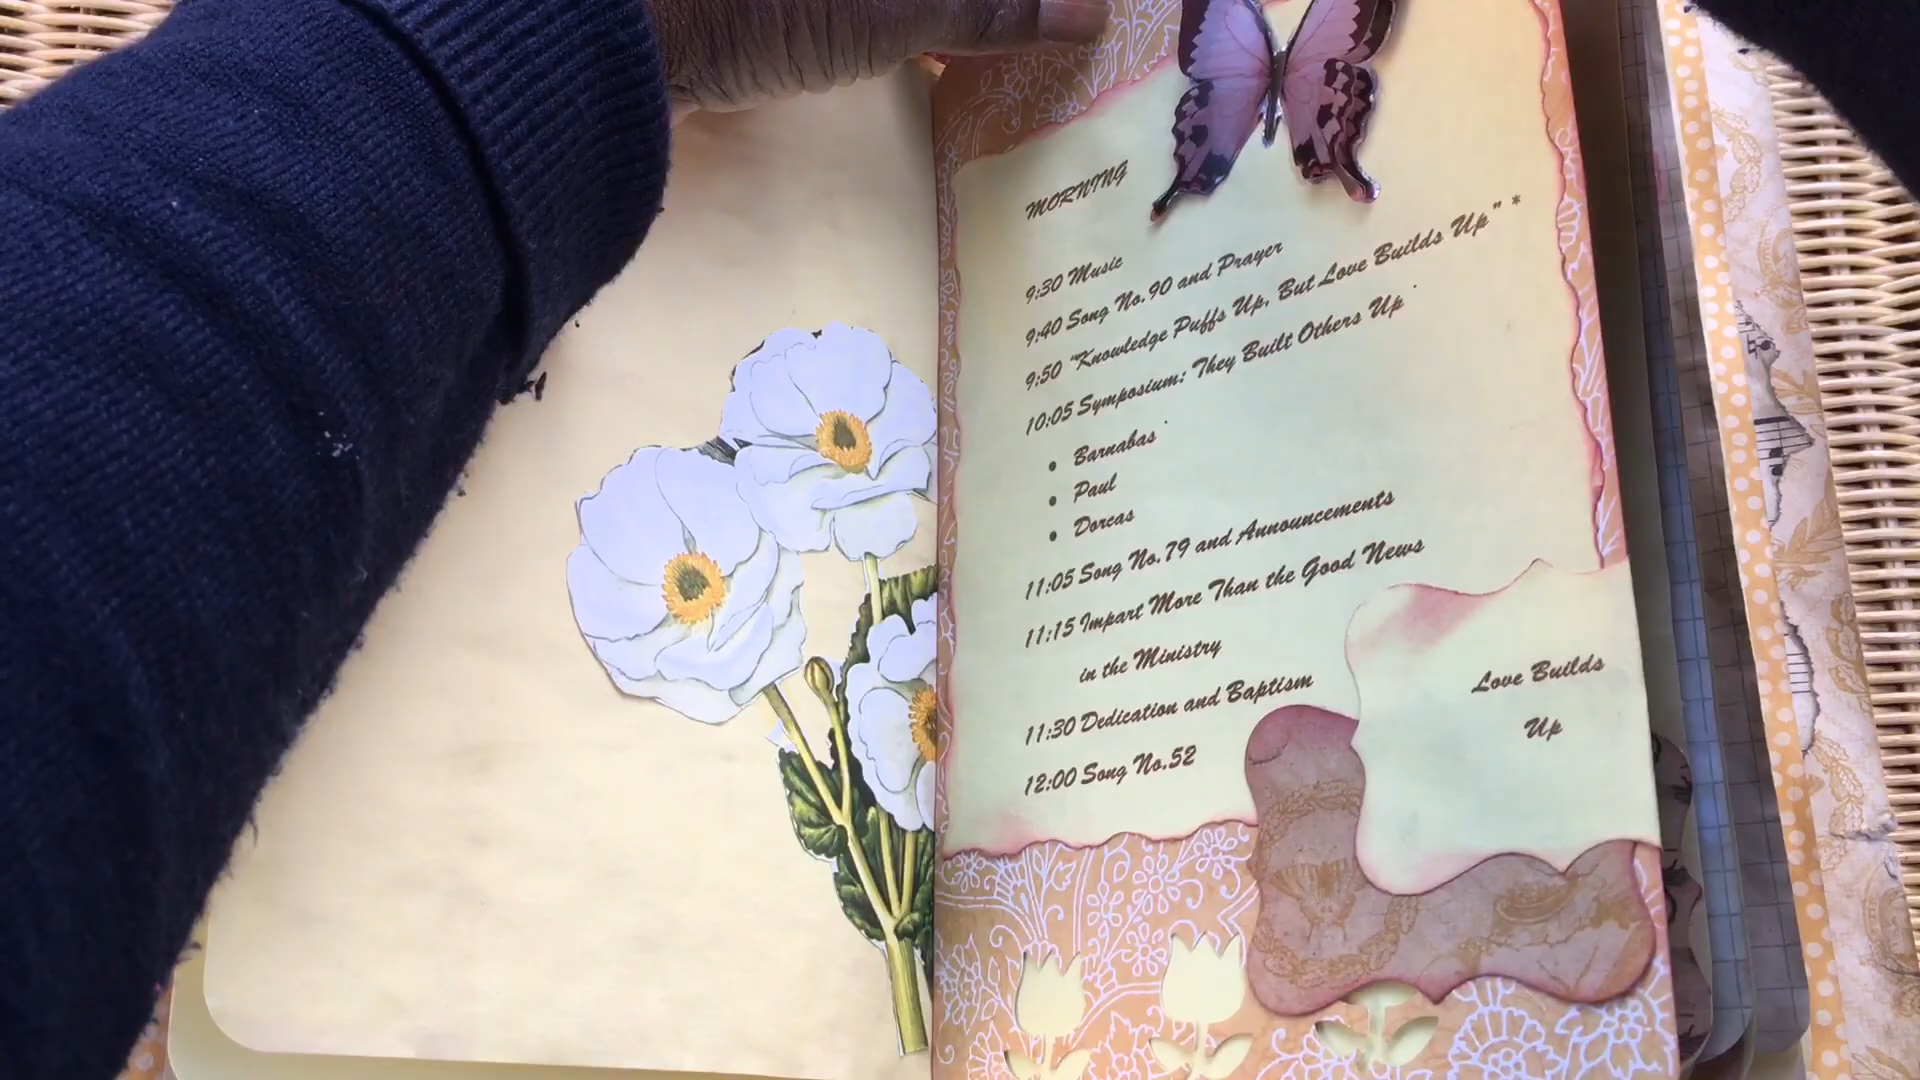 MORNING
9:30 Music
9:40 Song No.90 and Prayer
9:50 "Knowledge Puffs Up, But Love Builds Up" *
10:05 Symposium: They Built Others Up
• Barnabas
• Paul
• Dorcas
11:05 Song No.79 and Announcements
11:15 Impart More Than the Good News
in the Ministry
11:30 Dedication and Baptism
12:00 Song No.52
Love Builds
Up